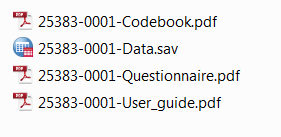 25383-0001-Codebook.pdf
25383-0001-Data.sav
25383-0001-Questionnaire.pdf
25383-0001-User_guide.pdf